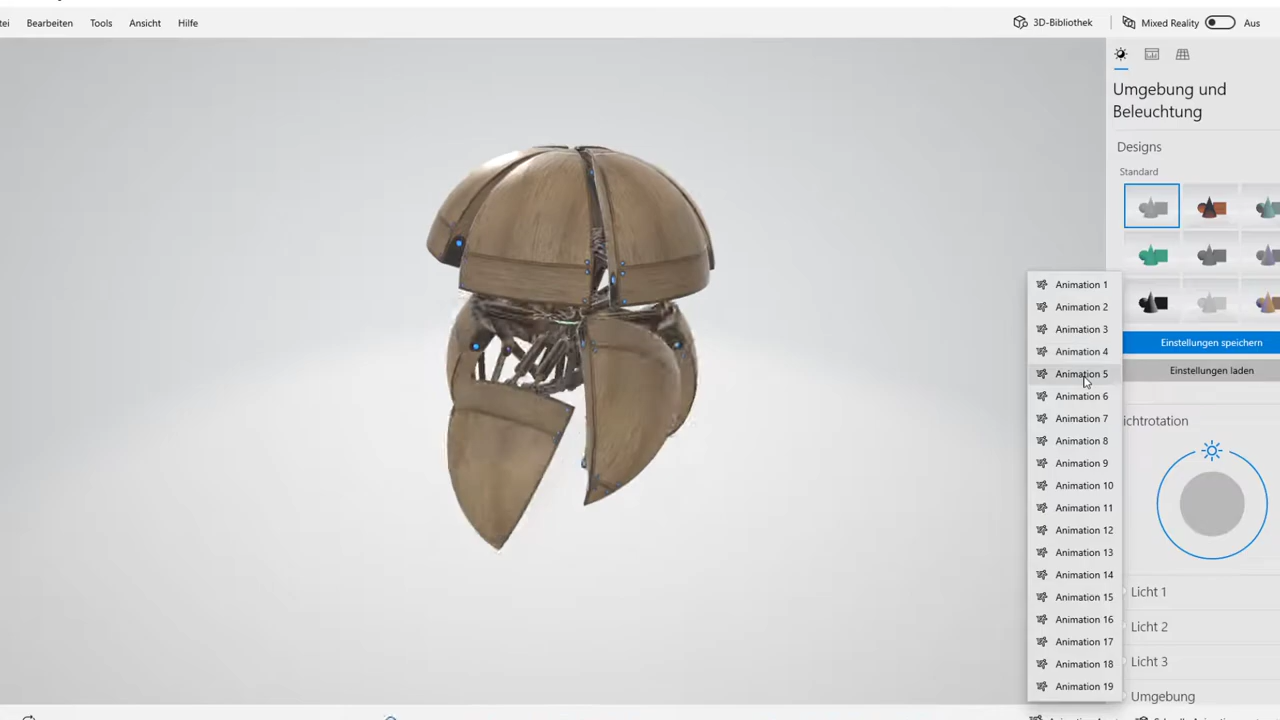 tei Bearbeiten Tools Ansicht Hilfe 3D-Bibliothek Mixed Reality Aus
Umgebung und
Beleuchtung
Designs
Standard
Animation 1
Animation 2
Animation 3
Animation 4
Animation 5
Animation 6
Animation 7
Animation 8
Animation 9
Animation 10
Animation 11
Animation 12
Animation 13
Animation 14
Animation 15
Animation 16
Animation 17
Animation 18
Animation 19
Einstellungen speichern
Einstellungen laden
ichtrotation
Licht 1
Licht 2
Licht 3
Umgebung